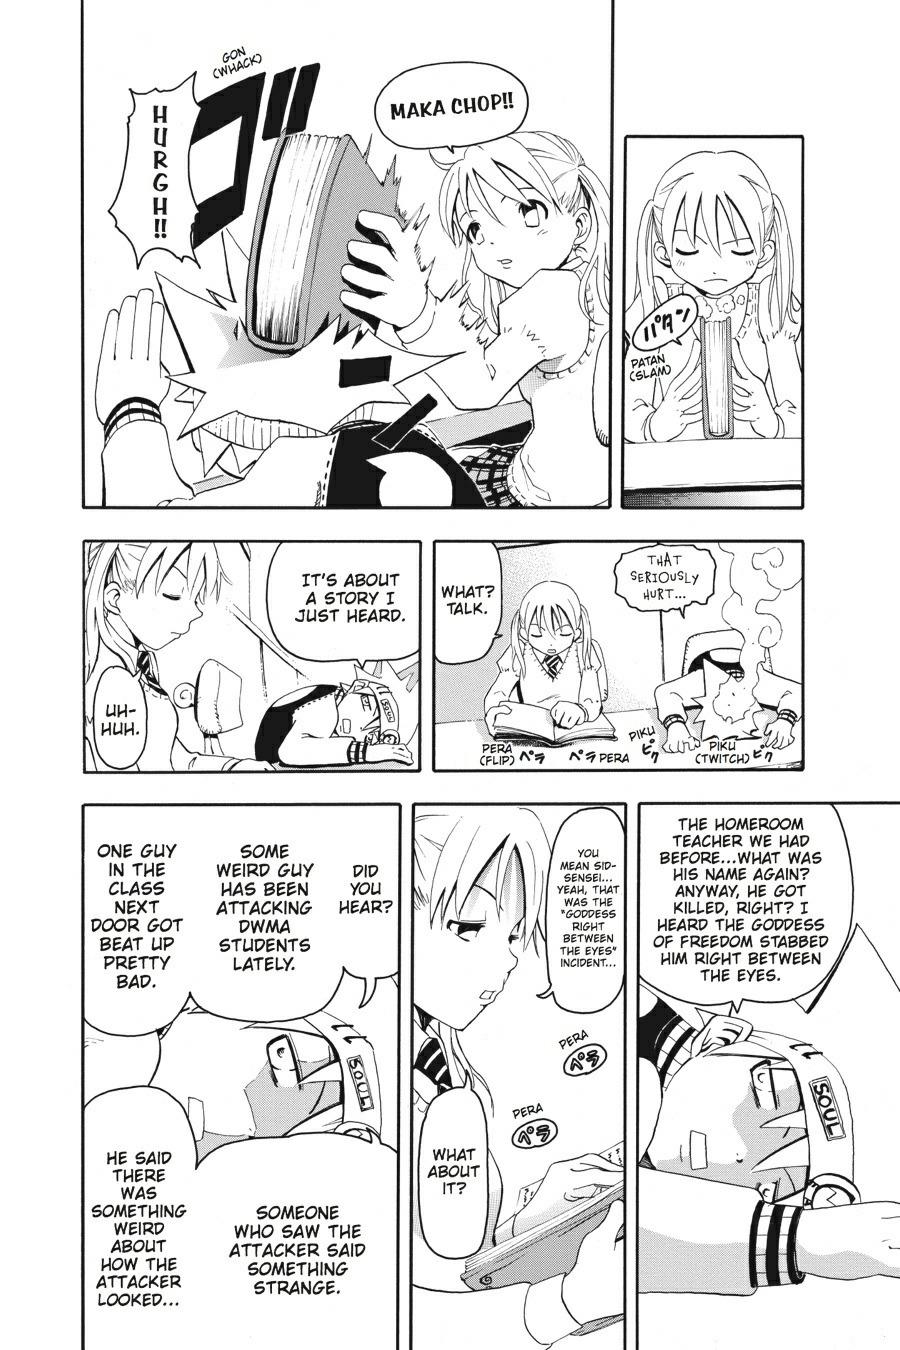 パタン
PATAN
(SLAM)
MAKA CHOP!!
GON
(WHACK)
ゴン
HURGH!!
THAT
SERIOUSLY
HURT...
WHAT?
TALK.
PIKU
ピク
PIKU
(TWITCH)
ピク
PERA
(FLIP)
ペラ
ペラ
PERA
IT'S ABOUT
A STORY I
JUST HEARD.
SOUL
UH-
HUH.
THE HOMEROOM
TEACHER WE HAD
BEFORE...WHAT WAS
HIS NAME AGAIN?
ANYWAY, HE GOT
KILLED, RIGHT? I
HEARD THE GODDESS
OF FREEDOM STABBED
HIM RIGHT BETWEEN
THE EYES.
SOUL
YOU
MEAN SID-
SENSEI...
YEAH, THAT
WAS THE
"GODDESS
RIGHT
BETWEEN
THE EYES"
INCIDENT...
PERA
ペラ
PERA
ペラ
WHAT
ABOUT
IT?
DID
YOU
HEAR?
SOME
WEIRD GUY
HAS BEEN
ATTACKING
DWMA
STUDENTS
LATELY.
ONE GUY
IN THE
CLASS
NEXT
DOOR GOT
BEAT UP
PRETTY
BAD.
SOUL
SOMEONE
WHO SAW THE
ATTACKER SAID
SOMETHING
STRANGE.
HE SAID
THERE
WAS
SOMETHING
WEIRD
ABOUT
HOW THE
ATTACKER
LOOKED...